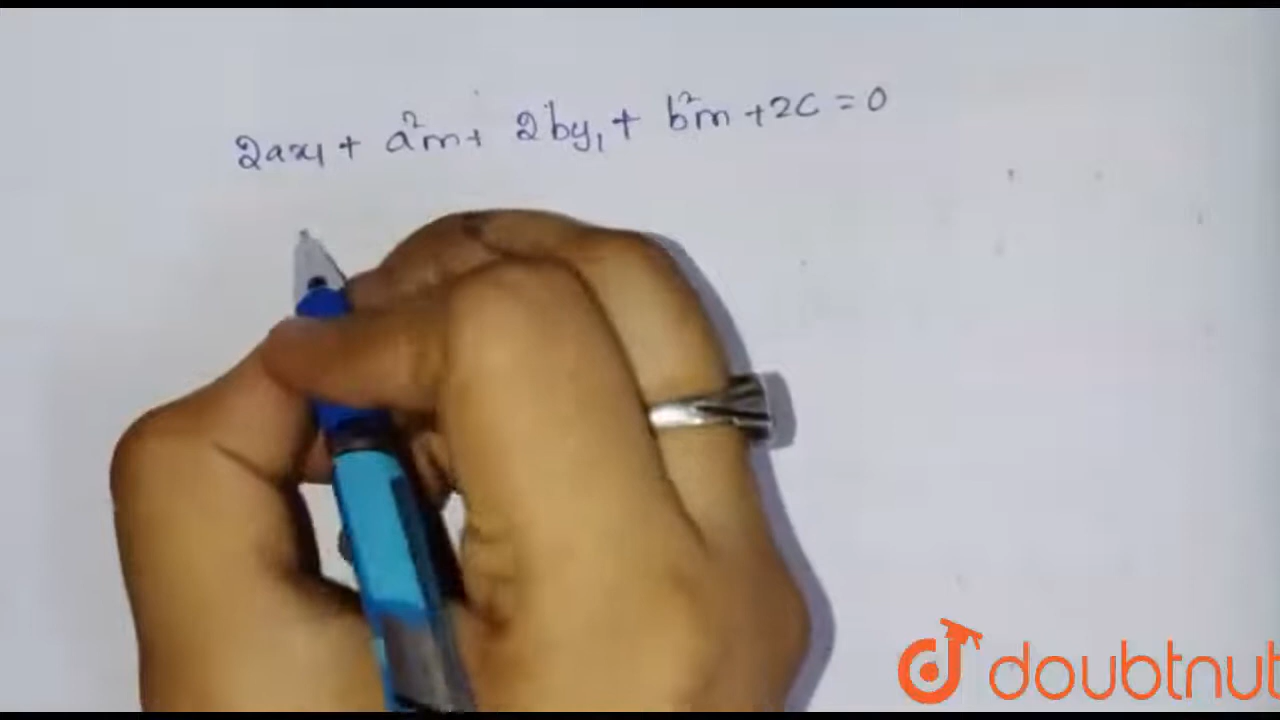 2ax₁ + a²m + 2by₁ + b²m + 2C = 0
doubtnut